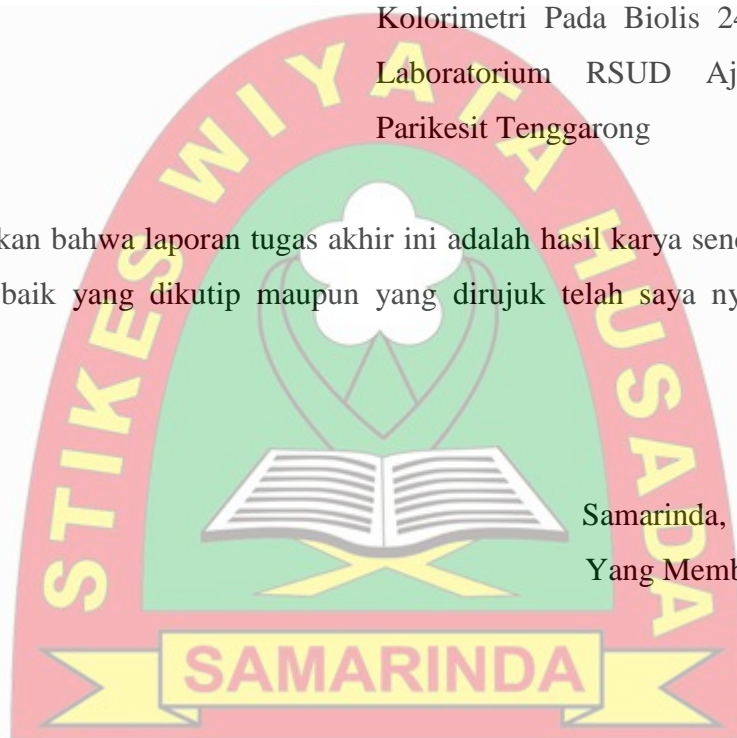 Kolorimetri Pada Biolis 24
Laboratorium RSUD Aj
Parikesit Tenggarong
kan bahwa laporan tugas akhir ini adalah hasil karya send
baik yang dikutip maupun yang dirujuk telah saya ny
Samarinda,
Yang Memb
STIKES WIYATA HUSADA
SAMARINDA